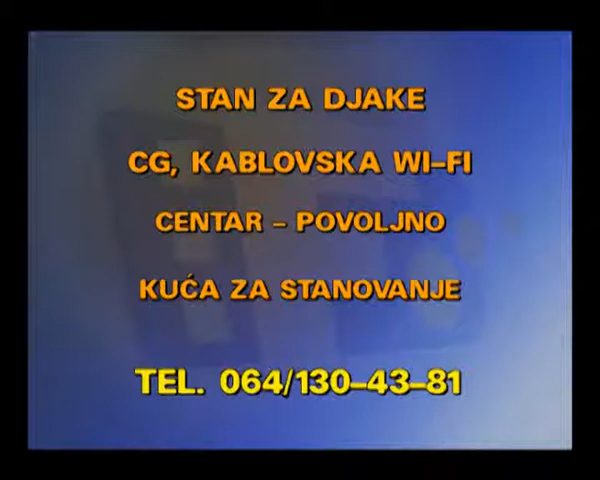 STAN ZA DJAKE
CG, KABLOVSKA WI–FI
CENTAR – POVOLJNO
KUĆA ZA STANOVANJE
TEL. 064/130–43–81